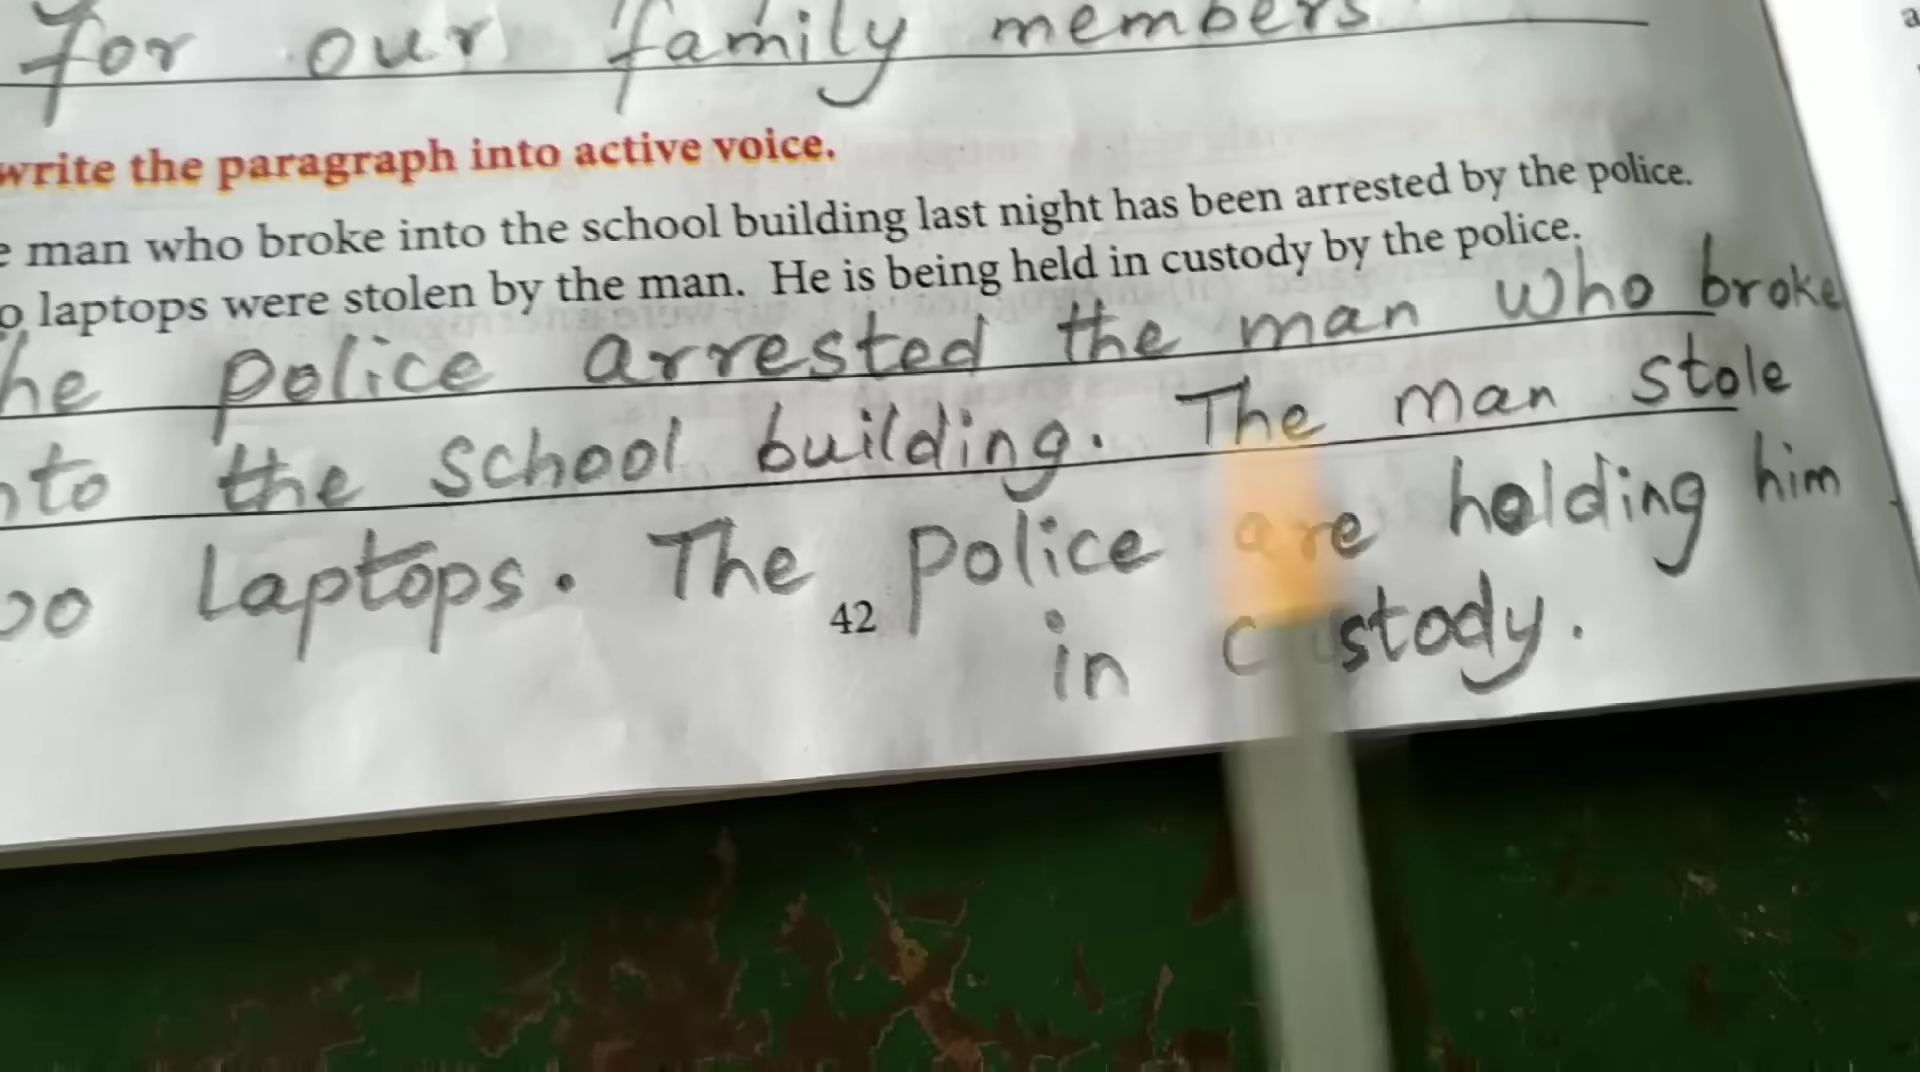 for our family members
write the paragraph into active voice.
man who broke into the school building last night has been arrested by the police.
laptops were stolen by the man. He is being held in custody by the police.
he police arrested the man who broke
to the school building. The man stole
oo Laptops. The police are holding him
in custody.
42